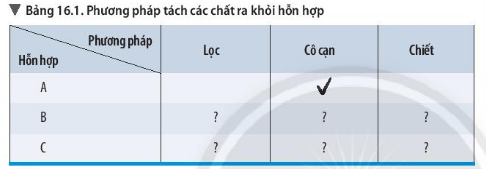 ▼ Bảng 16.1. Phương pháp tách các chất ra khỏi hỗn hợp
Phương pháp
Hỗn hợp
Lọc Cô cạn Chiết
A ✓
B ? ? ?
C ? ? ?